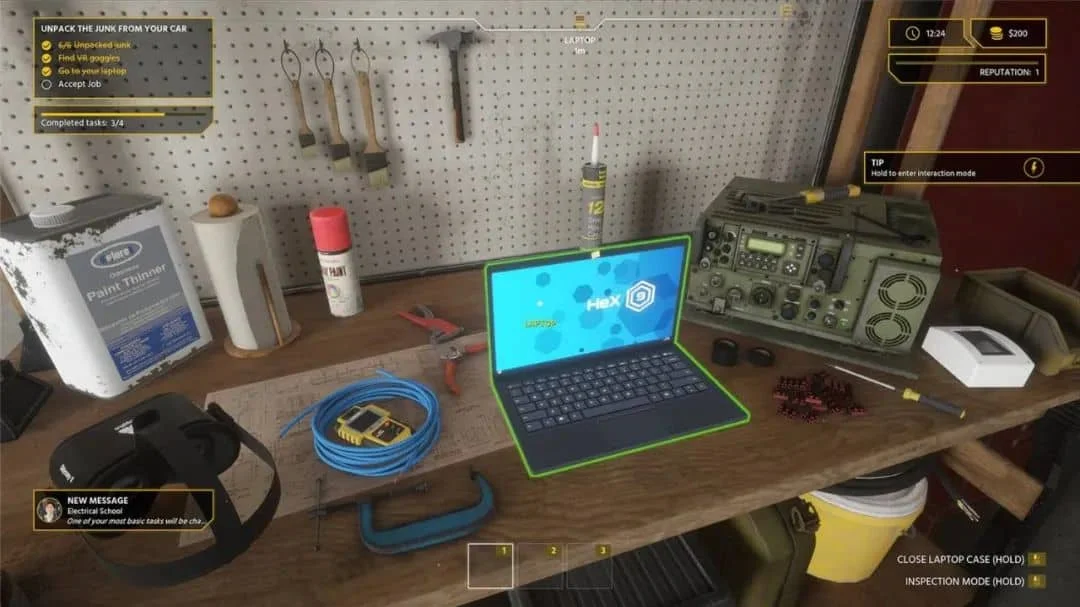 UNPACK THE JUNK FROM YOUR CAR
6/6 Unpacked junk
Find VR goggles
Go to your laptop
Accept Job
Completed tasks: 3/4
LAPTOP
1m
12:24
$200
REPUTATION: 1
TIP
Hold to enter interaction mode
Paint Thinner
PAINT
12
HeX 9
LAPTOP
NEW MESSAGE
Electrical School
One of your most basic tasks will be cha...
1
2
3
CLOSE LAPTOP CASE (HOLD)
INSPECTION MODE (HOLD)